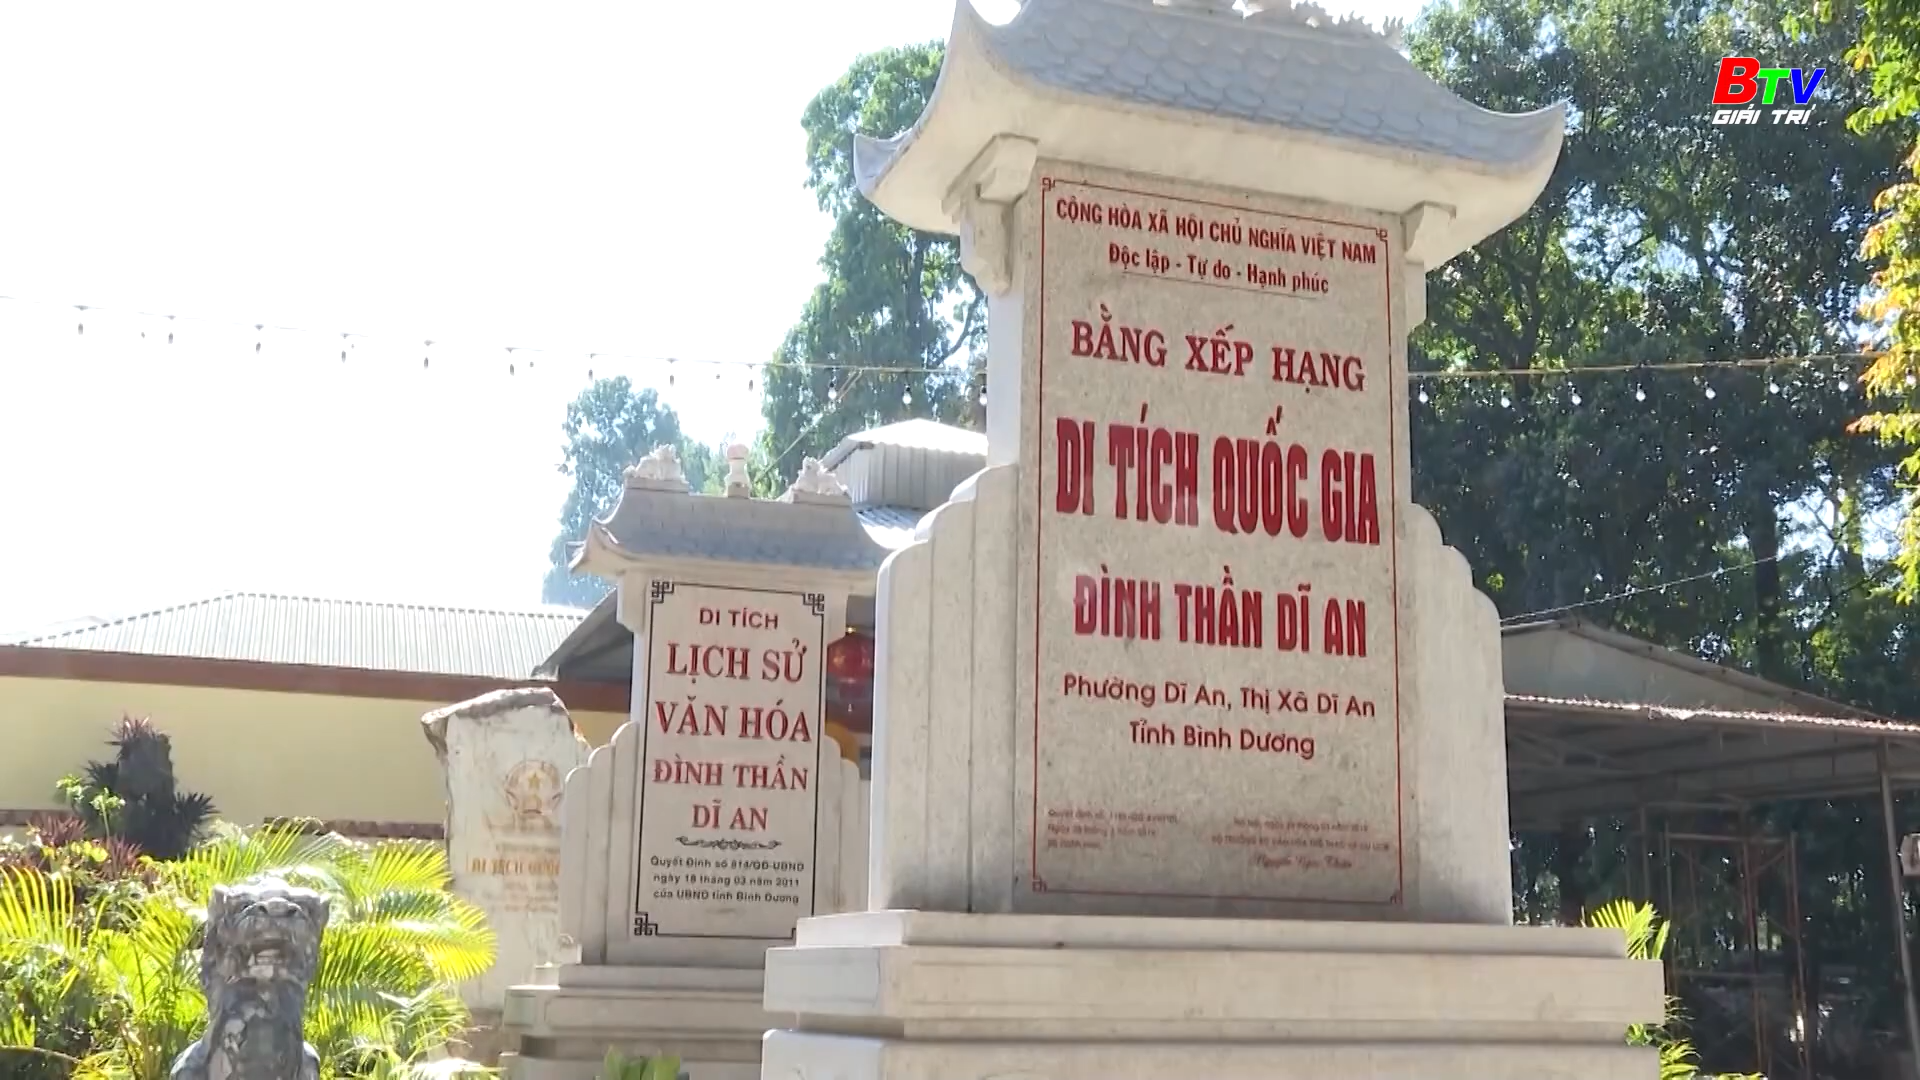 BTV
GIẢI TRÍ
CỘNG HÒA XÃ HỘI CHỦ NGHĨA VIỆT NAM
Độc lập - Tự do - Hạnh phúc
BẰNG XẾP HẠNG
DI TÍCH QUỐC GIA
ĐÌNH THẦN DĨ AN
Phường Dĩ An, Thị Xã Dĩ An
Tỉnh Bình Dương
DI TÍCH
LỊCH SỬ
VĂN HÓA
ĐÌNH THẦN
DĨ AN
Quyết Định số 814/QĐ-UBND
ngày 18 tháng 03 năm 2011
của UBND tỉnh Bình Dương
DI TÍCH QUỐC